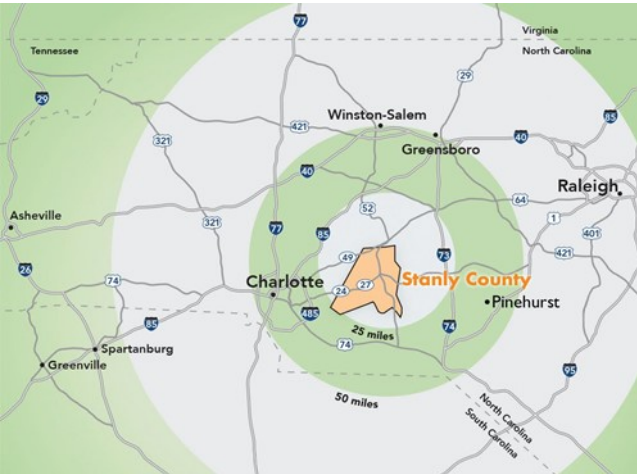 77
Virginia
Tennessee
North Carolina
29
29
Winston-Salem
85
421
321
Greensboro
40
40
Raleigh
64
52
321
1
Asheville
77
85
401
421
49
73
26
Charlotte
Stanly County
74
24
27
Pinehurst
485
85
74
25 miles
74
Spartanburg
Greenville
95
50 miles
North Carolina
South Carolina